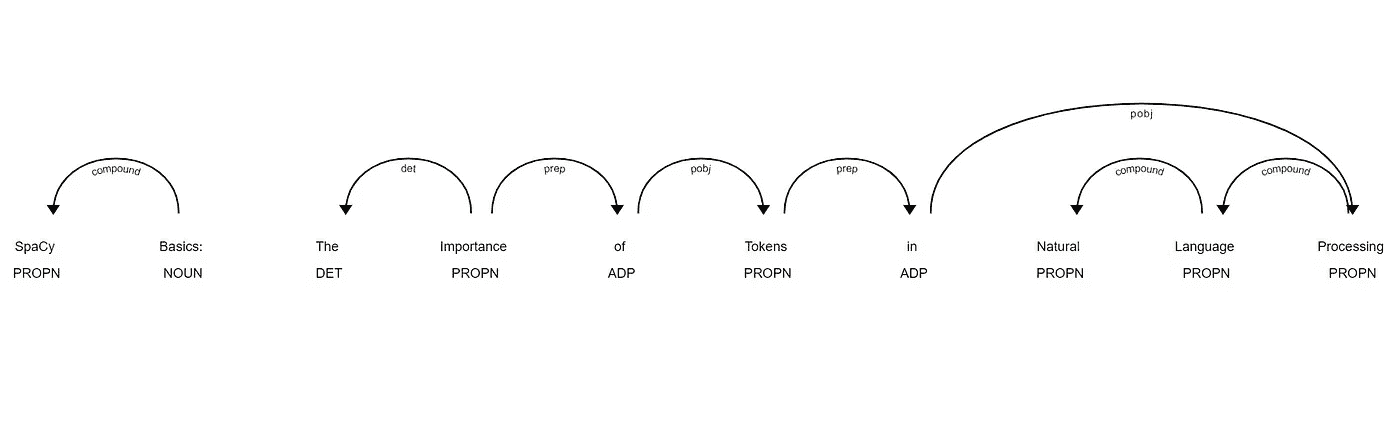 pobj
compound det prep pobj prep compound compound
SpaCy Basics: The Importance of Tokens in Natural Language Processing
PROPN NOUN DET PROPN ADP PROPN ADP PROPN PROPN PROPN